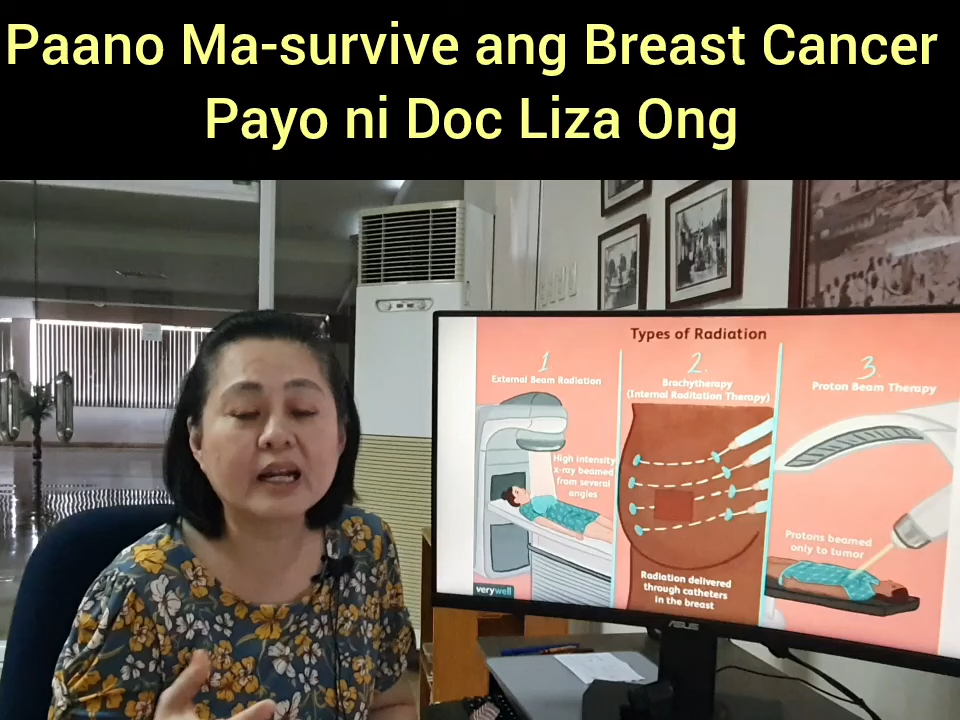 Paano Ma-survive ang Breast Cancer
Payo ni Doc Liza Ong
Types of Radiation
1
External Beam Radiation
High intensity
x-ray beamed
from several
angles
2.
Brachytherapy
(Internal Raditation Therapy)
Radiation delivered
through catheters
in the breast
3.
Proton Beam Therapy
Protons beamed
only to tumor
verywell
ASUS